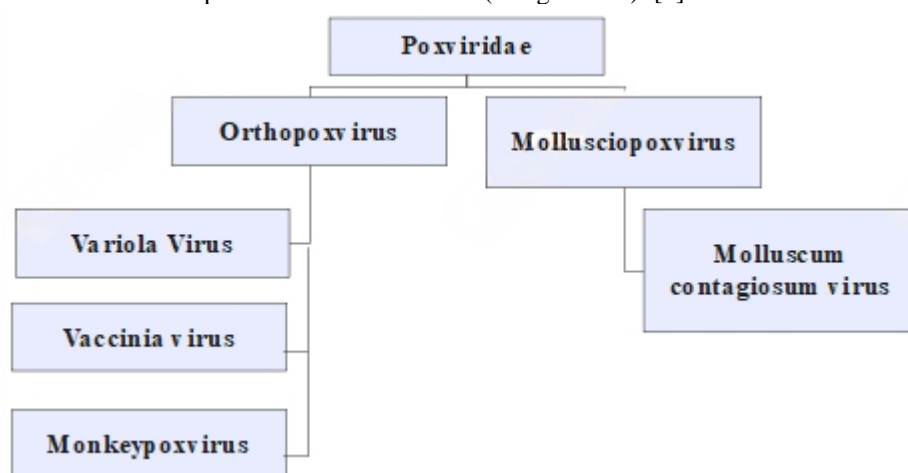 Poxviridae
Orthopoxvirus
Mollusciopoxvirus
Variola Virus
Molluscum
contagiosum virus
Vaccinia virus
Monkeypoxvirus